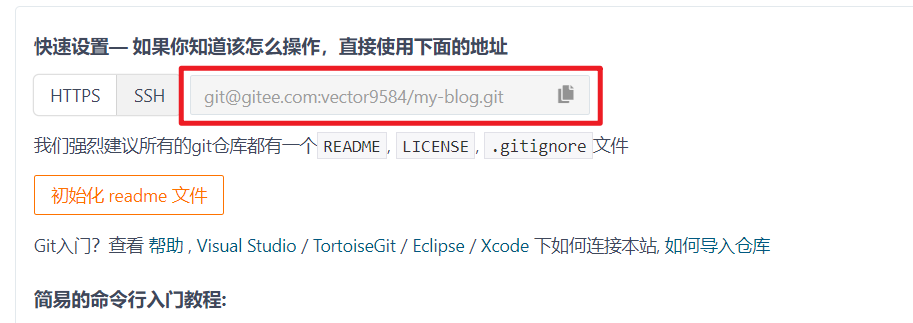 快速设置— 如果你知道该怎么操作，直接使用下面的地址
HTTPS SSH git@gitee.com:vector9584/my-blog.git
我们强烈建议所有的git仓库都有一个 README, LICENSE, .gitignore 文件
初始化 readme 文件
Git入门？查看 帮助 , Visual Studio / TortoiseGit / Eclipse / Xcode 下如何连接本站, 如何导入仓库
简易的命令行入门教程: